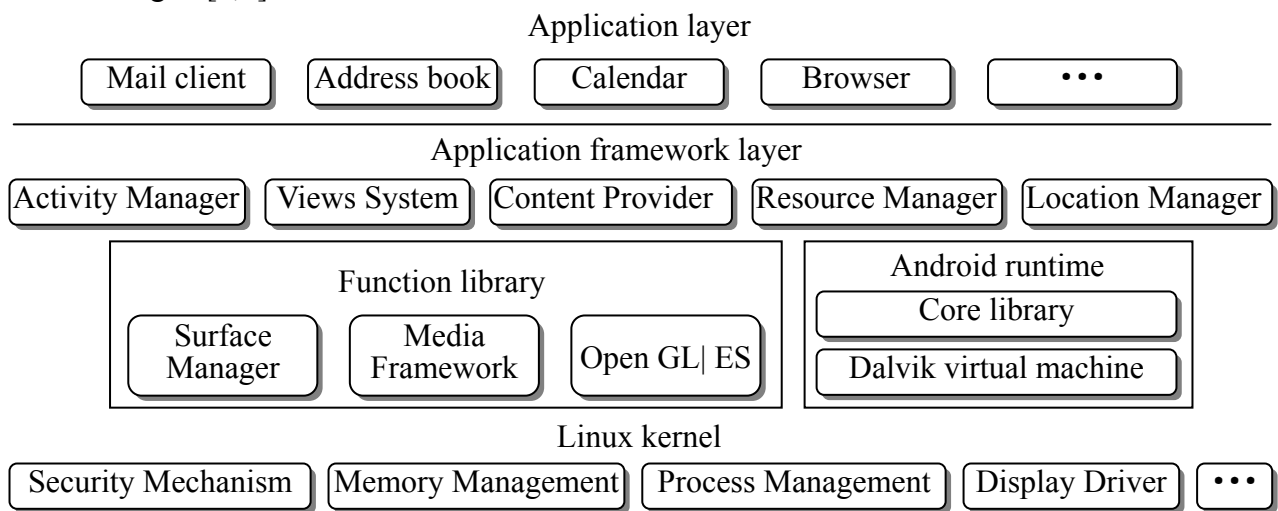 Application layer
Mail client Address book Calendar Browser •••
Application framework layer
Activity Manager Views System Content Provider Resource Manager Location Manager
Function library
Surface Manager
Media Framework
Open GL| ES
Android runtime
Core library
Dalvik virtual machine
Linux kernel
Security Mechanism Memory Management Process Management Display Driver •••